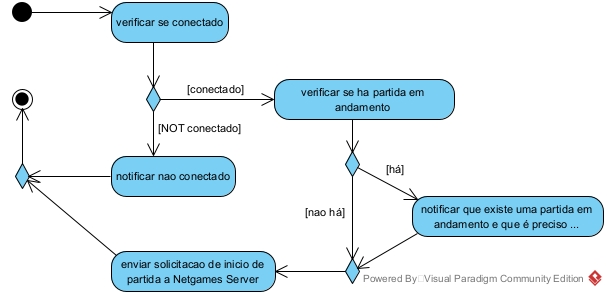 verificar se conectado
[conectado]
verificar se ha partida em
andamento
[NOT conectado]
[há]
notificar nao conectado
[nao há]
notificar que existe uma partida em
andamento e que é preciso ...
enviar solicitacao de inicio de
partida a Netgames Server
Powered By Visual Paradigm Community Edition